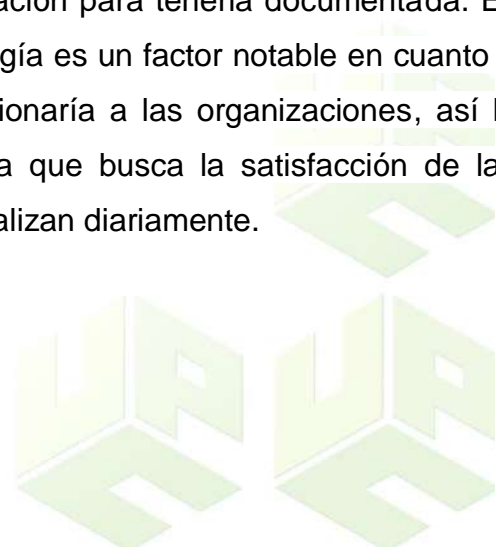 ación para tenerla documentada. E
gía es un factor notable en cuanto
ionaría a las organizaciones, así
a que busca la satisfacción de la
alizan diariamente.